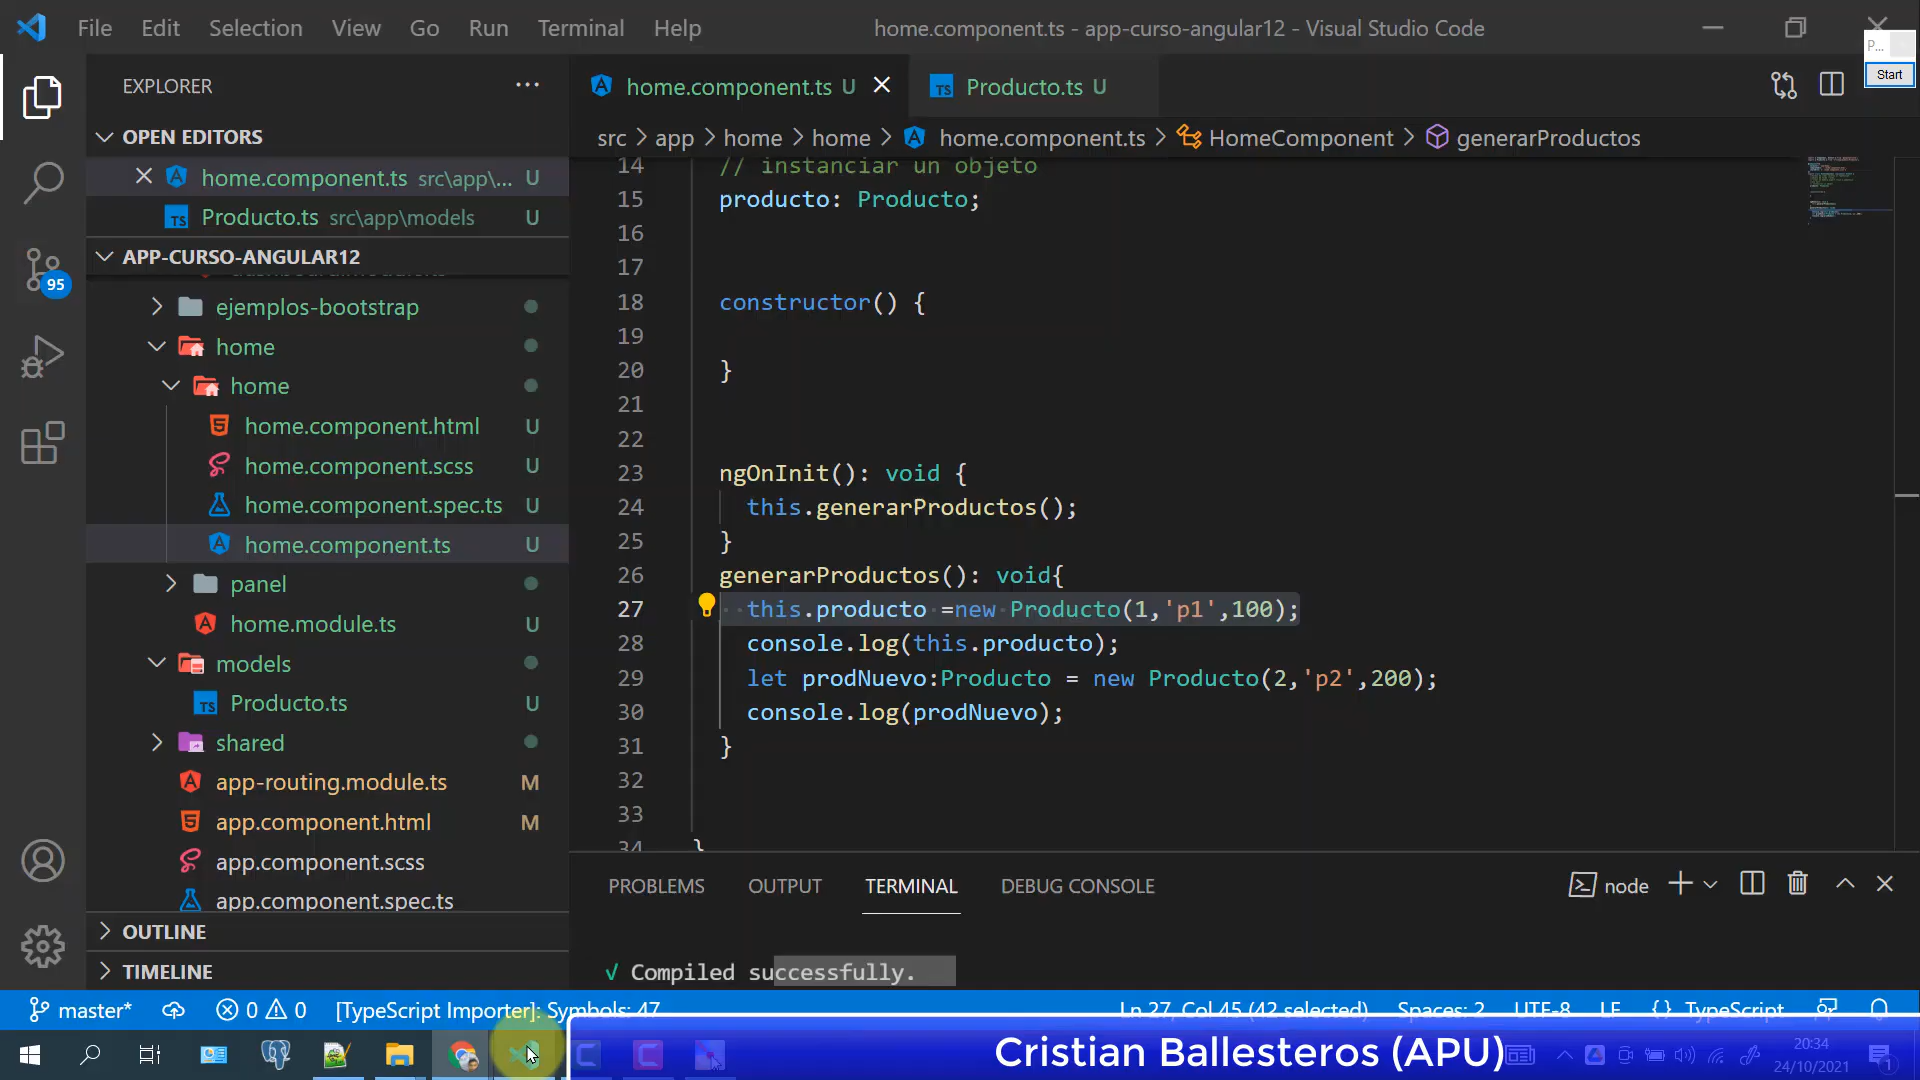 File Edit Selection View Go Run Terminal Help
home.component.ts - app-curso-angular12 - Visual Studio Code
P...
Start
EXPLORER
OPEN EDITORS
home.component.ts src\app\... U
Producto.ts src\app\models U
APP-CURSO-ANGULAR12
ejemplos-bootstrap
home
home
home.component.html U
home.component.scss U
home.component.spec.ts U
home.component.ts U
panel
home.module.ts U
models
Producto.ts U
shared
app-routing.module.ts M
app.component.html M
app.component.scss
app.component.spec.ts
OUTLINE
TIMELINE
95
home.component.ts U
Producto.ts U
src > app > home > home > home.component.ts > HomeComponent > generarProductos
14 // instanciar un objeto
15 producto: Producto;
16
17
18 constructor() {
19
20 }
21
22
23 ngOnInit(): void {
24 this.generarProductos();
25 }
26 generarProductos(): void{
27 this.producto =new Producto(1,'p1',100);
28 console.log(this.producto);
29 let prodNuevo:Producto = new Producto(2,'p2',200);
30 console.log(prodNuevo);
31 }
32
33
34 }
PROBLEMS OUTPUT TERMINAL DEBUG CONSOLE
node
√ Compiled successfully.
master* 0 0 [TypeScript Importer]: Symbols: 47
Ln 27, Col 45 (42 selected) Spaces: 2 UTF-8 LF {} TypeScript
Cristian Ballesteros (APU)
20:34
24/10/2021
1